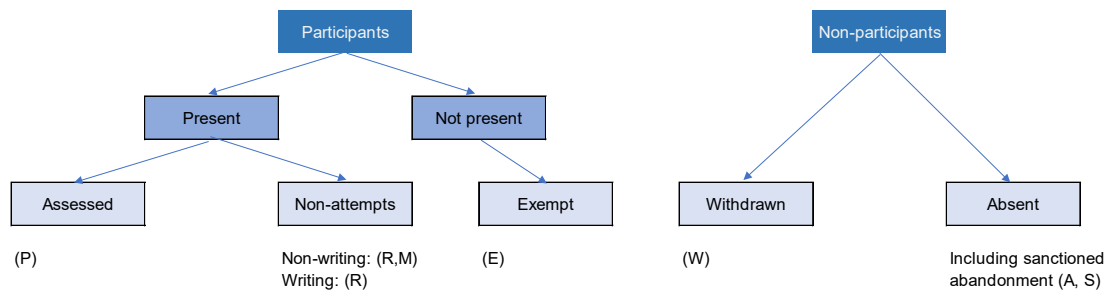 Participants
Non-participants
Present
Not present
Assessed
Non-attempts
Exempt
Withdrawn
Absent
(P)
Non-writing: (R,M)
Writing: (R)
(E)
(W)
Including sanctioned
abandonment (A, S)